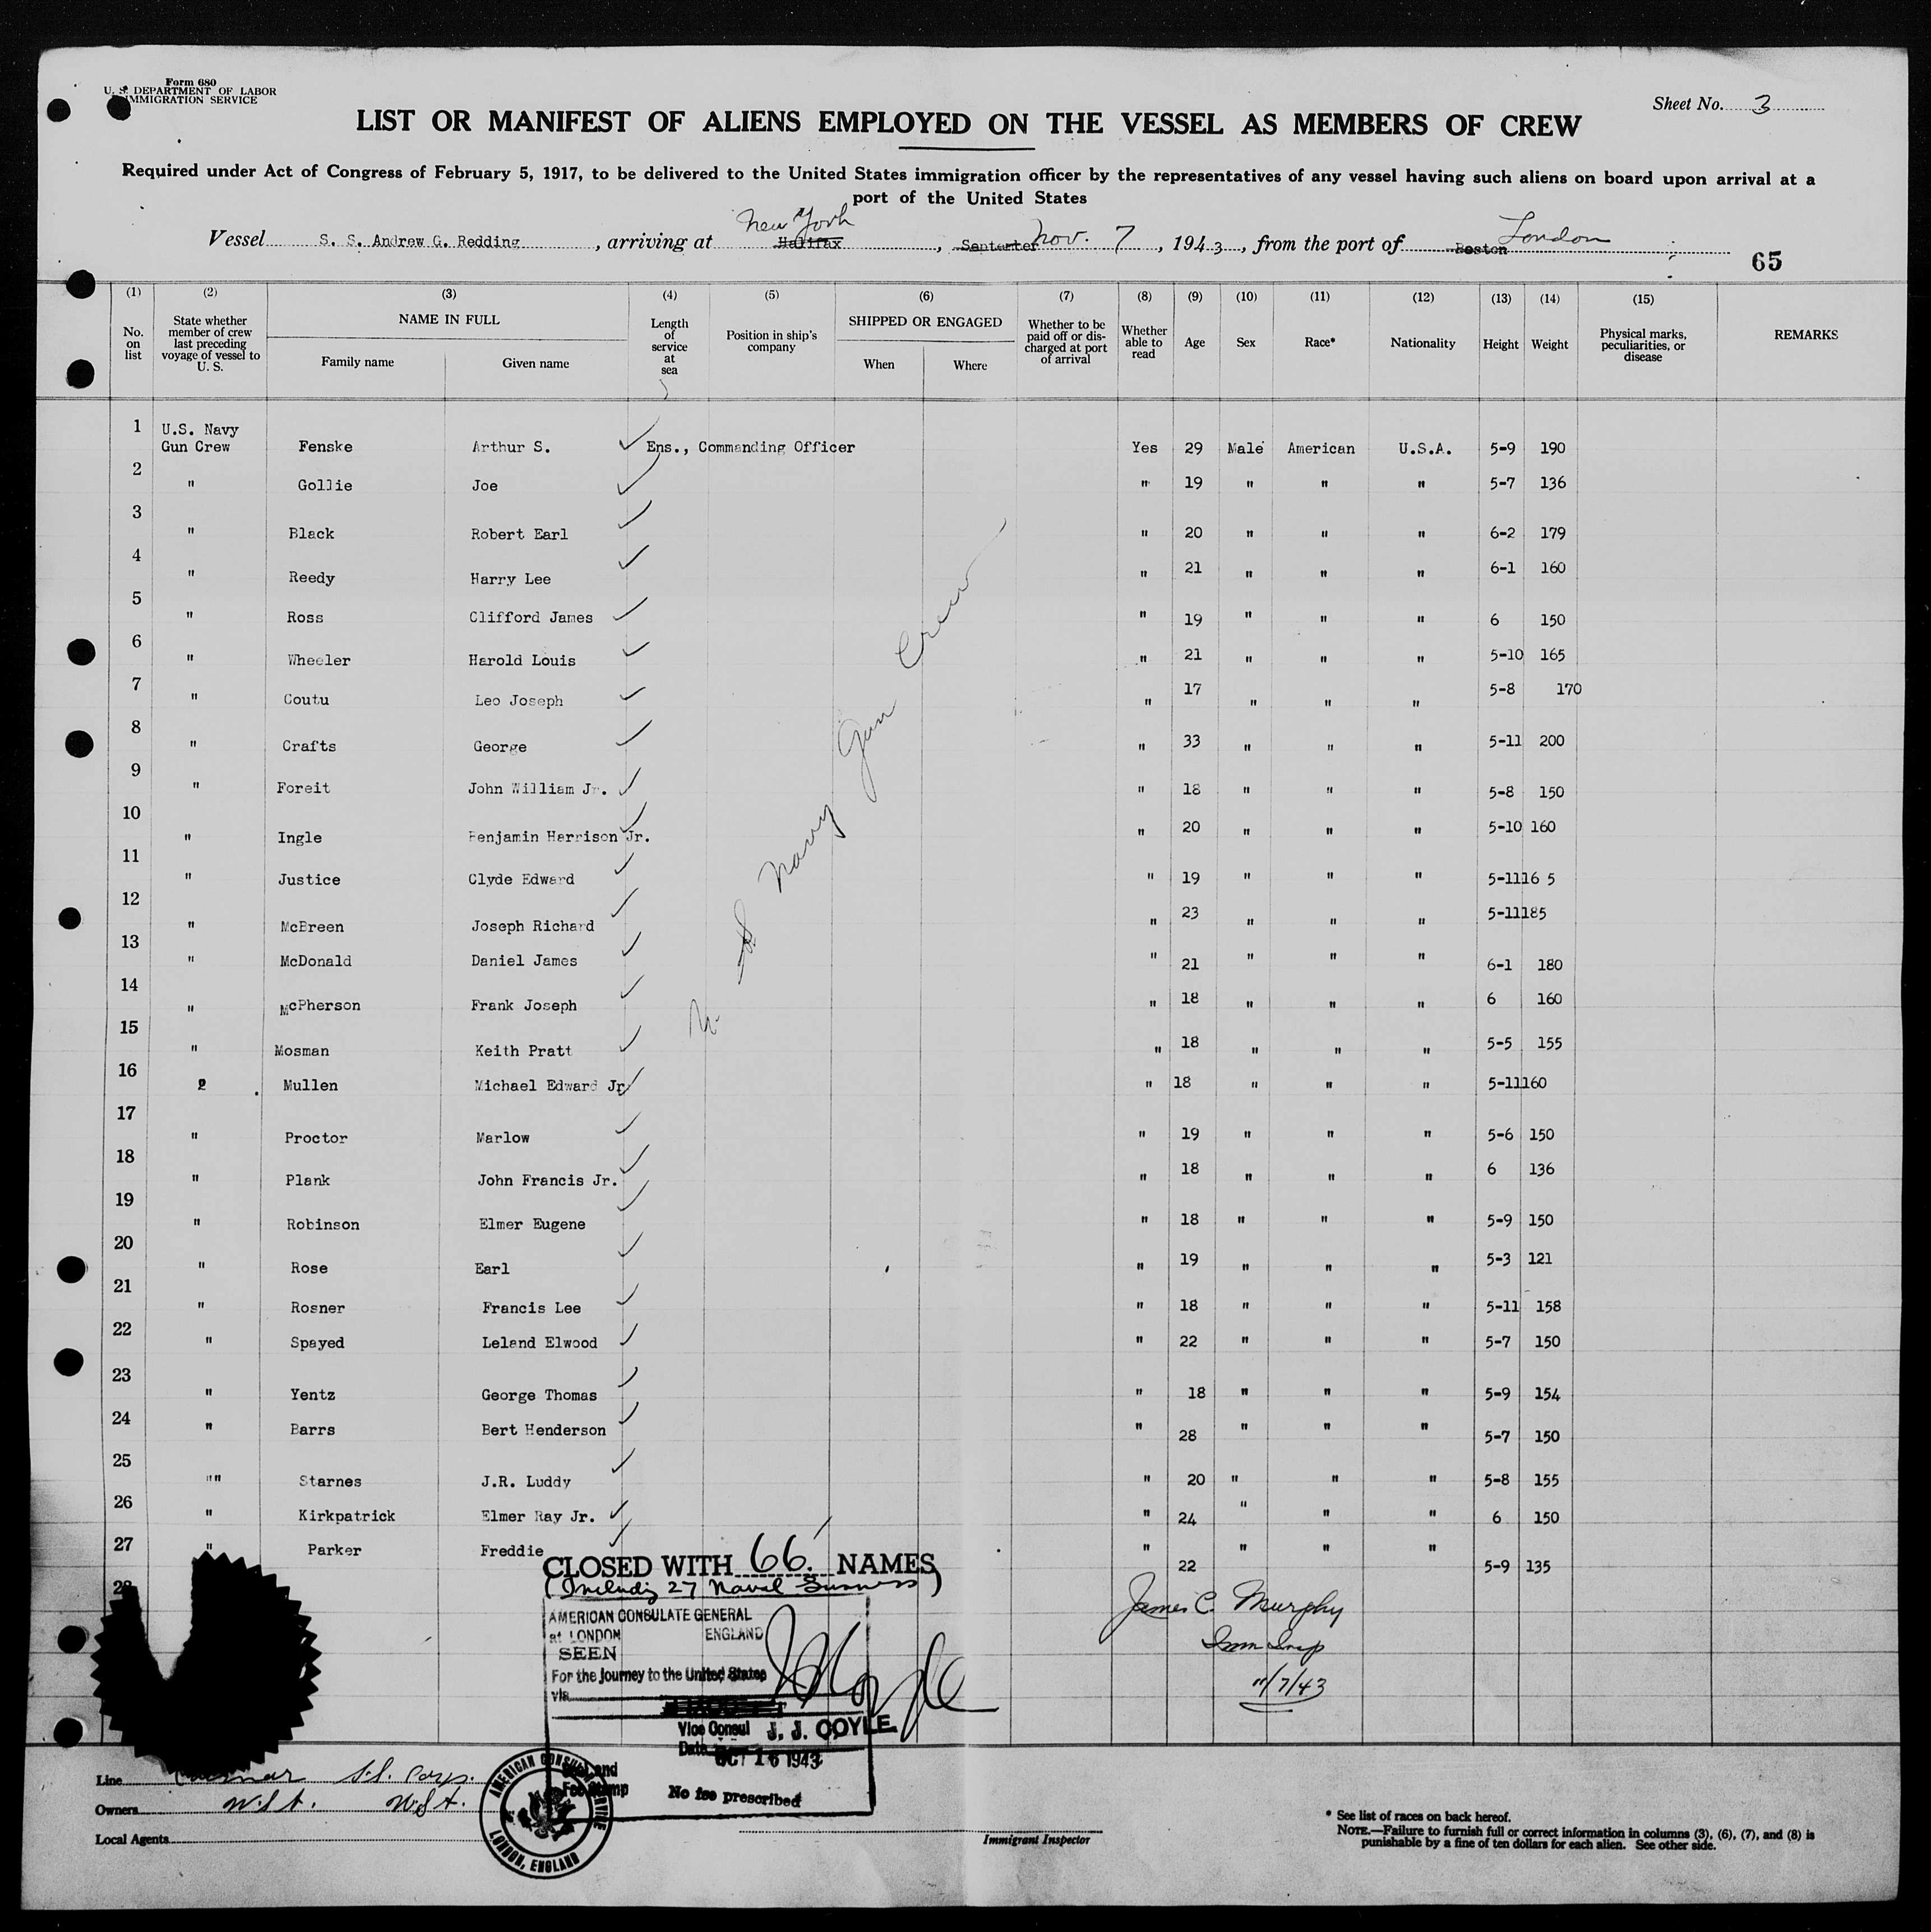 Form 680
U. S. DEPARTMENT OF LABOR
IMMIGRATION SERVICE
Sheet No. 3
LIST OR MANIFEST OF ALIENS EMPLOYED ON THE VESSEL AS MEMBERS OF CREW
Required under Act of Congress of February 5, 1917, to be delivered to the United States immigration officer by the representatives of any vessel having such aliens on board upon arrival at a
port of the United States
Vessel S. S. Andrew G. Redding, arriving at Halifax New York, September Nov. 7, 1943, from the port of Boston London
65
(1) (2) (3) (4) (5) (6) (7) (8) (9) (10) (11) (12) (13) (14) (15)
No. on list State whether member of crew last preceding voyage of vessel to U. S. NAME IN FULL Family name Given name Length of service at sea Position in ship's company SHIPPED OR ENGAGED When Where Whether to be paid off or discharged at port of arrival Whether able to read Age Sex Race* Nationality Height Weight Physical marks, peculiarities, or disease REMARKS
1 U.S. Navy Gun Crew Fenske Arthur S. Ens., Commanding Officer Yes 29 Male American U.S.A. 5-9 190
2 " Gollie Joe " 19 " " " 5-7 136
3 " Black Robert Earl " 20 " " " 6-2 179
4 " Reedy Harry Lee " 21 " " " 6-1 160
5 " Ross Clifford James " 19 " " " 6 150
6 " Wheeler Harold Louis " 21 " " " 5-10 165
7 " Coutu Leo Joseph " 17 " " " 5-8 170
8 " Crafts George " 33 " " " 5-11 200
9 " Foreit John William Jr. " 18 " " " 5-8 150
10 " Ingle Benjamin Harrison Jr. " 20 " " " 5-10 160
11 " Justice Clyde Edward " 19 " " " 5-11 16 5
12 " McBreen Joseph Richard " 23 " " " 5-11 185
13 " McDonald Daniel James " 21 " " " 6-1 180
14 " McPherson Frank Joseph " 18 " " " 6 160
15 " Mosman Keith Pratt " 18 " " " 5-5 155
16 2 Mullen Michael Edward Jr " 18 " " " 5-11 160
17 " Proctor Marlow " 19 " " " 5-6 150
18 " Plank John Francis Jr. " 18 " " " 6 136
19 " Robinson Elmer Eugene " 18 " " " 5-9 150
20 " Rose Earl " 19 " " " 5-3 121
21 " Rosner Francis Lee " 18 " " " 5-11 158
22 " Spayed Leland Elwood " 22 " " " 5-7 150
23 " Yentz George Thomas " 18 " " " 5-9 154
24 " Barrs Bert Henderson " 28 " " " 5-7 150
25 "" Starnes J.R. Luddy " 20 " " " 5-8 155
26 " Kirkpatrick Elmer Ray Jr. " 24 " " " 6 150
27 " Parker Freddie " 22 " " " 5-9 135
28
U. S. Navy Gun Crew
CLOSED WITH 66 NAMES
(Including 27 Naval Gunners)
AMERICAN CONSULATE GENERAL
at LONDON ENGLAND
SEEN
For the Journey to the United States
via
Vice Consul J. J. COYLE
Date OCT 16 1943
Seal and
Fee Stamp
No fee prescribed
AMERICAN CONSULAR SERVICE
LONDON, ENGLAND
James C. Murphy
Imm Insp
11/7/43
Line S.S. Corp.
Owners W.S.A. W.S.A.
Local Agents
Immigrant Inspector
* See list of races on back hereof.
NOTE.—Failure to furnish full or correct information in columns (3), (6), (7), and (8) is
punishable by a fine of ten dollars for each alien. See other side.